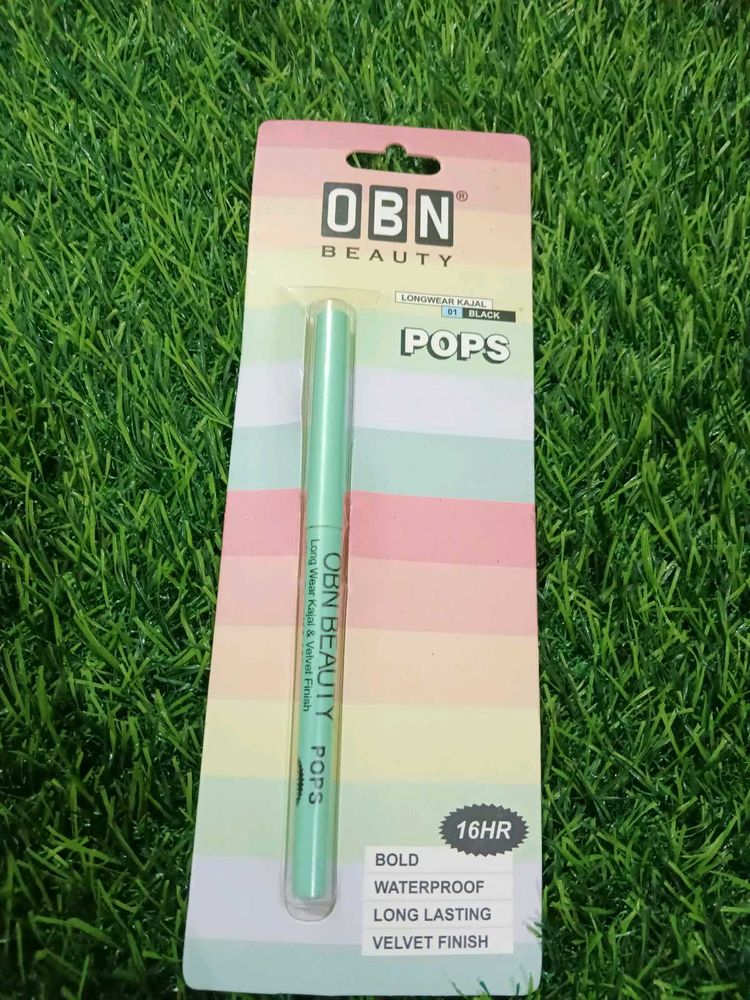 OBN®
BEAUTY
LONGWEAR KAJAL
01 BLACK
POPS
OBN BEAUTY
Long Wear Kajal & Velvet Finish
POPS
16HR
BOLD
WATERPROOF
LONG LASTING
VELVET FINISH